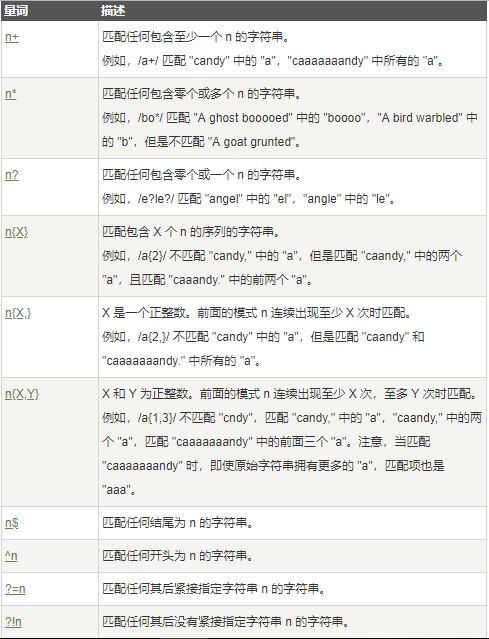 量词 描述
n+ 匹配任何包含至少一个 n 的字符串。
例如，/a+/ 匹配 "candy" 中的 "a"，"caaaaaaandy" 中所有的 "a"。
n* 匹配任何包含零个或多个 n 的字符串。
例如，/bo*/ 匹配 "A ghost booooed" 中的 "boooo"，"A bird warbled" 中
的 "b"，但是不匹配 "A goat grunted"。
n? 匹配任何包含零个或一个 n 的字符串。
例如，/e?le?/ 匹配 "angel" 中的 "el"，"angle" 中的 "le"。
n{X} 匹配包含 X 个 n 的序列的字符串。
例如，/a{2}/ 不匹配 "candy," 中的 "a"，但是匹配 "caandy," 中的两个
"a"，且匹配 "caaandy." 中的前两个 "a"。
n{X,} X 是一个正整数。前面的模式 n 连续出现至少 X 次时匹配。
例如，/a{2,}/ 不匹配 "candy" 中的 "a"，但是匹配 "caandy" 和
"caaaaaaandy." 中所有的 "a"。
n{X,Y} X 和 Y 为正整数。前面的模式 n 连续出现至少 X 次，至多 Y 次时匹配。
例如，/a{1,3}/ 不匹配 "cndy"，匹配 "candy," 中的 "a"，"caandy," 中的两
个 "a"，匹配 "caaaaaaandy" 中的前面三个 "a"。注意，当匹配
"caaaaaaandy" 时，即使原始字符串拥有更多的 "a"，匹配项也是
"aaa"。
n$ 匹配任何结尾为 n 的字符串。
^n 匹配任何开头为 n 的字符串。
?=n 匹配任何其后紧接指定字符串 n 的字符串。
?!n 匹配任何其后没有紧接指定字符串 n 的字符串。